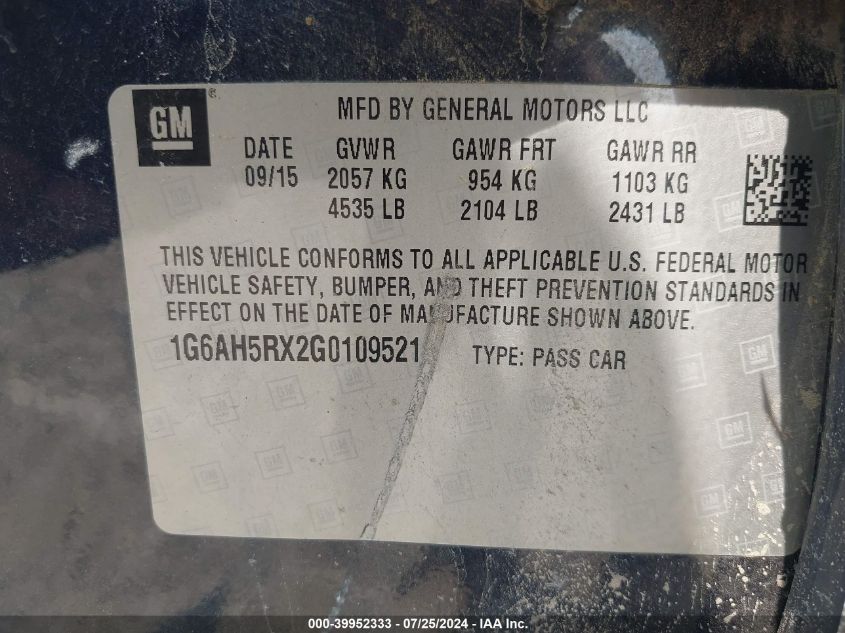 GM®
MFD BY GENERAL MOTORS LLC
DATE GVWR GAWR FRT GAWR RR
09/15 2057 KG 954 KG 1103 KG
4535 LB 2104 LB 2431 LB
THIS VEHICLE CONFORMS TO ALL APPLICABLE U.S. FEDERAL MOTOR
VEHICLE SAFETY, BUMPER, AND THEFT PREVENTION STANDARDS IN
EFFECT ON THE DATE OF MANUFACTURE SHOWN ABOVE.
1G6AH5RX2G0109521 TYPE: PASS CAR
000-39952333 - 07/25/2024 - IAA Inc.